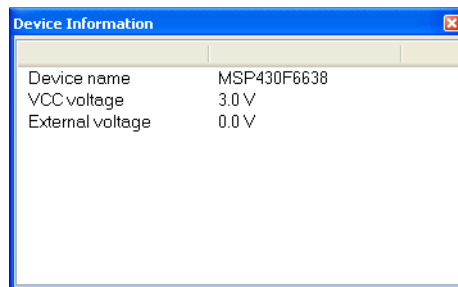 Device Information
Device name MSP430F6638
VCC voltage 3.0 V
External voltage 0.0 V